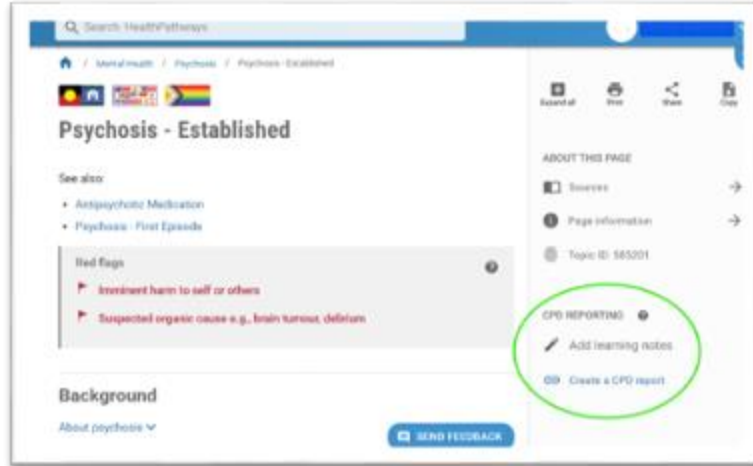 Search HealthPathways
/ Mental Health / Psychosis / Psychosis - Established
Psychosis - Established
See also:
• Antipsychotic Medication
• Psychosis - First Episode
Red flags
Imminent harm to self or others
Suspected organic cause e.g., brain tumour, delirium
Background
About psychosis
SEND FEEDBACK
Expand all
Print
Share
Copy
ABOUT THIS PAGE
Sources
Page information
Topic ID: 585201
CPD REPORTING
Add learning notes
Create a CPD report